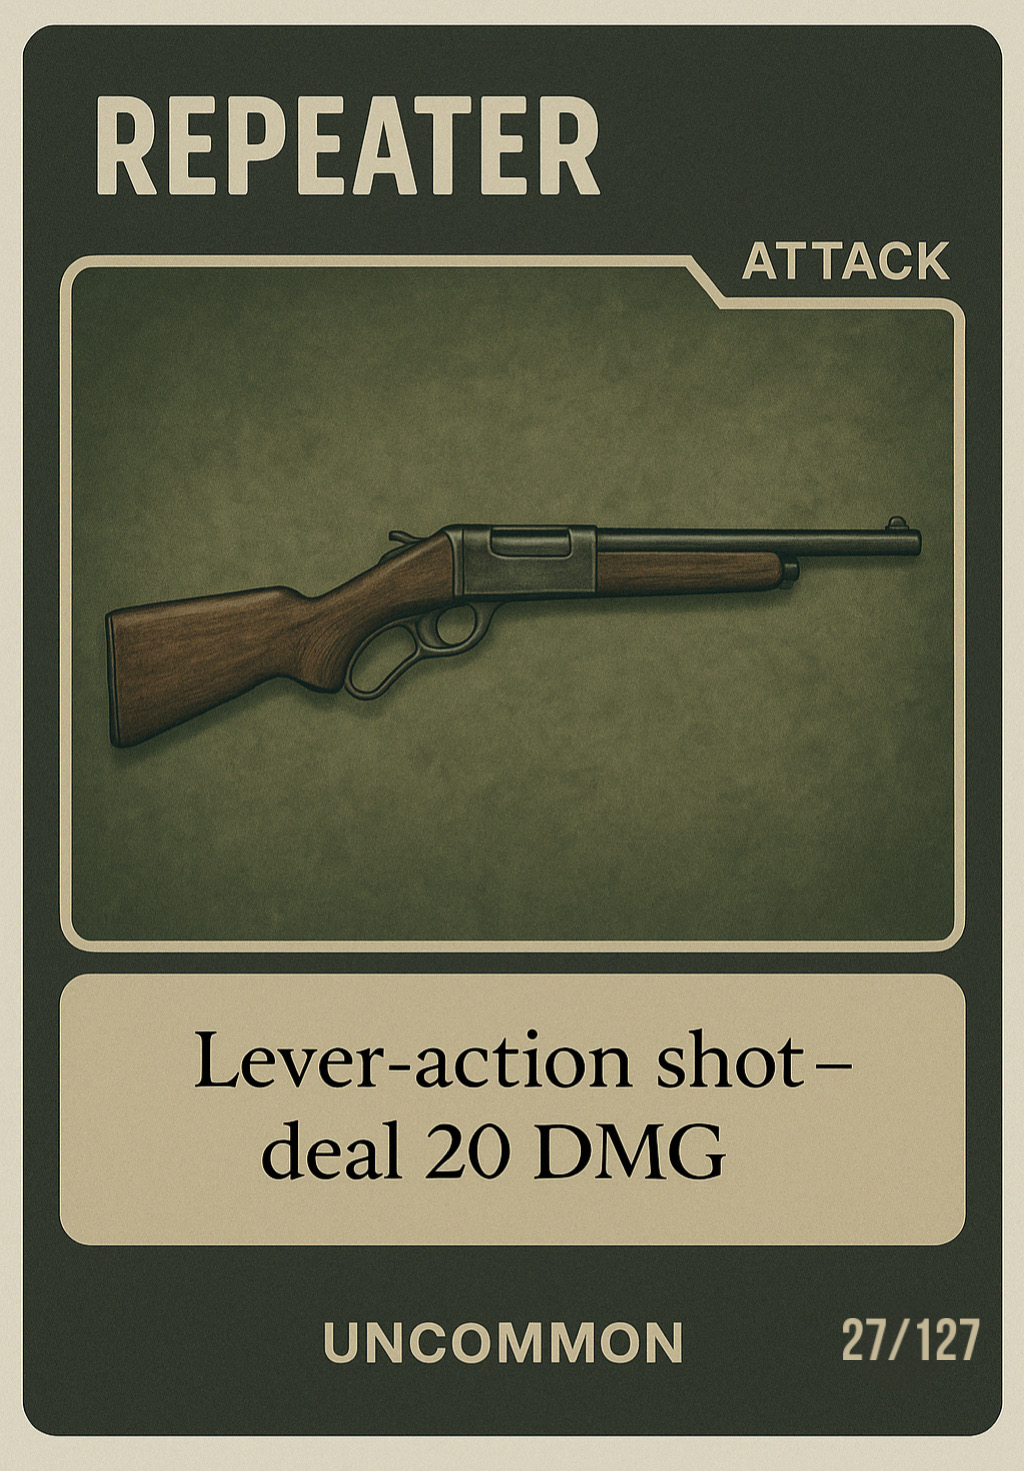 REPEATER
ATTACK
Lever-action shot–
deal 20 DMG
UNCOMMON
27/127